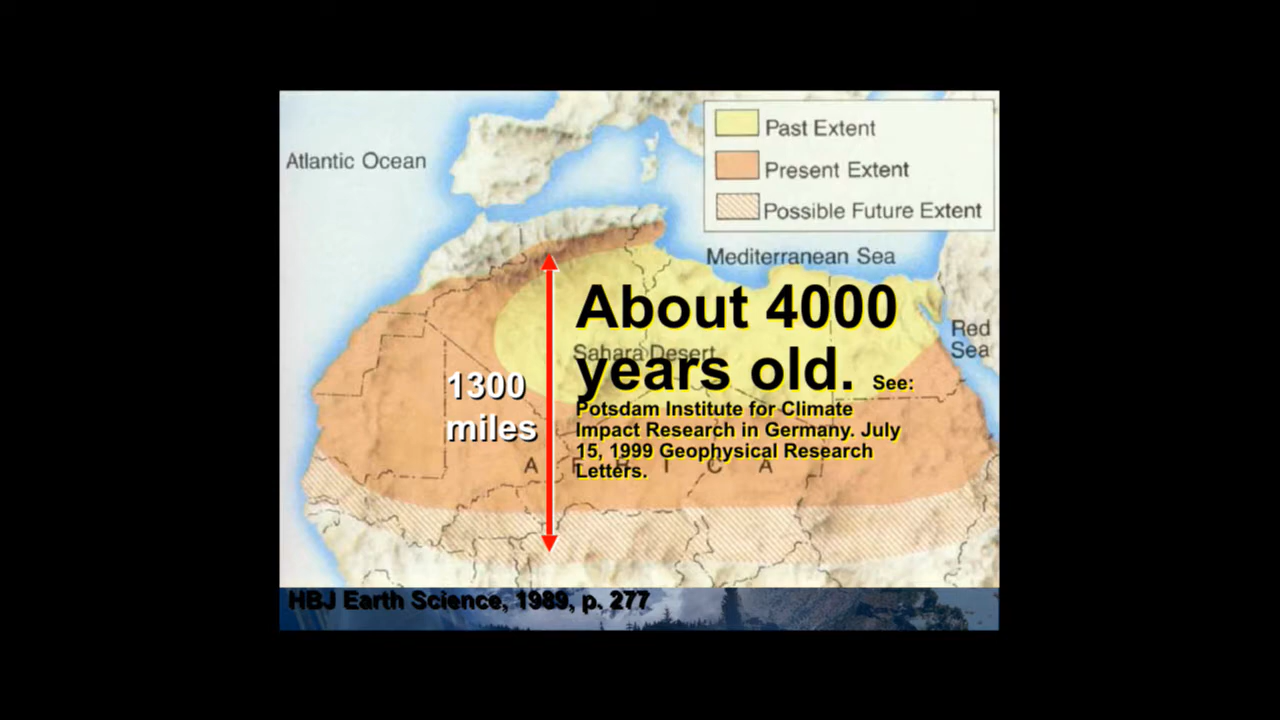 Past Extent
Atlantic Ocean
Present Extent
Possible Future Extent
Mediterranean Sea
About 4000
Red
Sea
Sahara Desert
years old. See:
1300
miles
Potsdam Institute for Climate
Impact Research in Germany. July
15, 1999 Geophysical Research
AFRICA
Letters.
HBJ Earth Science, 1989, p. 277